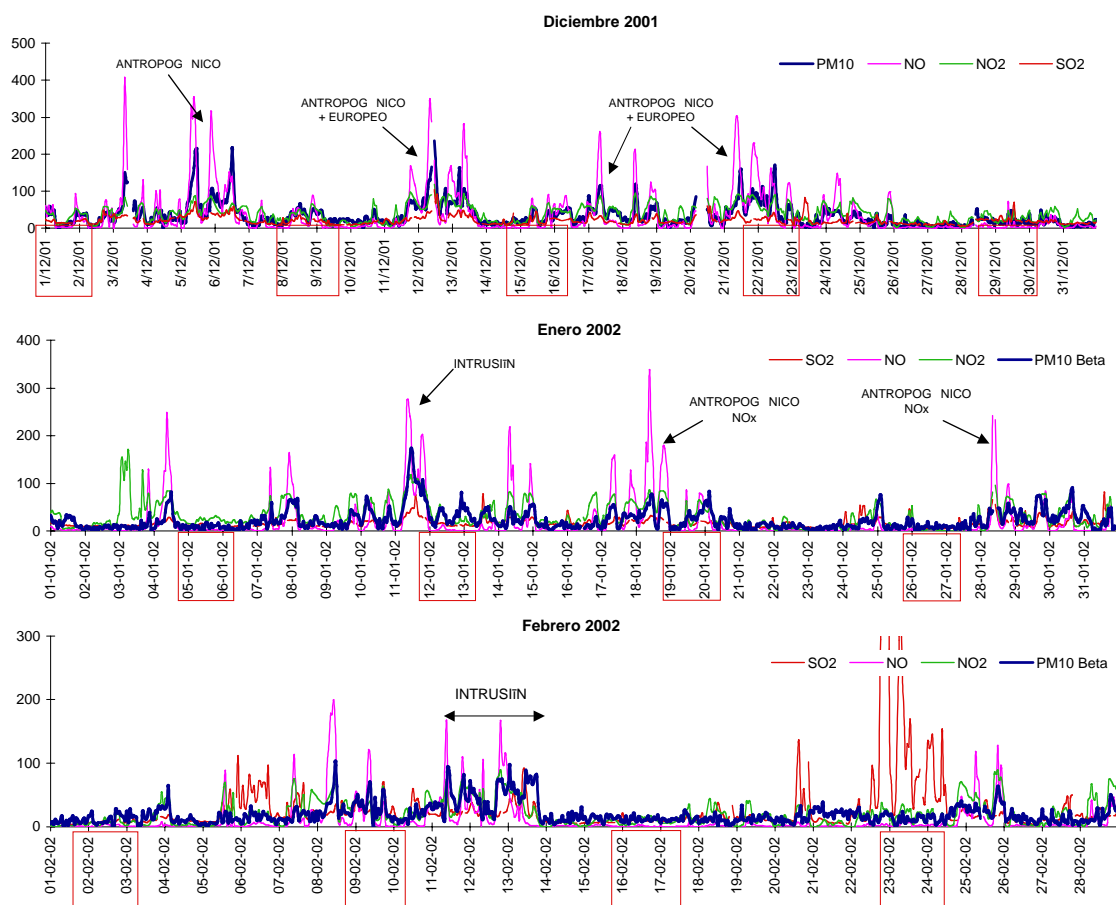 Diciembre 2001
500
400
300
200
100
0
PM10 NO NO2 SO2
ANTROPOG NICO
ANTROPOG NICO
+ EUROPEO
ANTROPOG NICO
+ EUROPEO
1/12/01 2/12/01 3/12/01 4/12/01 5/12/01 6/12/01 7/12/01 8/12/01 9/12/01 10/12/01 11/12/01 12/12/01 13/12/01 14/12/01 15/12/01 16/12/01 17/12/01 18/12/01 19/12/01 20/12/01 21/12/01 22/12/01 23/12/01 24/12/01 25/12/01 26/12/01 27/12/01 28/12/01 29/12/01 30/12/01 31/12/01
Enero 2002
400
300
200
100
0
SO2 NO NO2 PM10 Beta
INTRUSIÏN
ANTROPOG NICO
NOx
ANTROPOG NICO
NOx
01-01-02 02-01-02 03-01-02 04-01-02 05-01-02 06-01-02 07-01-02 08-01-02 09-01-02 10-01-02 11-01-02 12-01-02 13-01-02 14-01-02 15-01-02 16-01-02 17-01-02 18-01-02 19-01-02 20-01-02 21-01-02 22-01-02 23-01-02 24-01-02 25-01-02 26-01-02 27-01-02 28-01-02 29-01-02 30-01-02 31-01-02
Febrero 2002
300
200
100
0
SO2 NO NO2 PM10 Beta
INTRUSIÏN
01-02-02 02-02-02 03-02-02 04-02-02 05-02-02 06-02-02 07-02-02 08-02-02 09-02-02 10-02-02 11-02-02 12-02-02 13-02-02 14-02-02 15-02-02 16-02-02 17-02-02 18-02-02 19-02-02 20-02-02 21-02-02 22-02-02 23-02-02 24-02-02 25-02-02 26-02-02 27-02-02 28-02-02